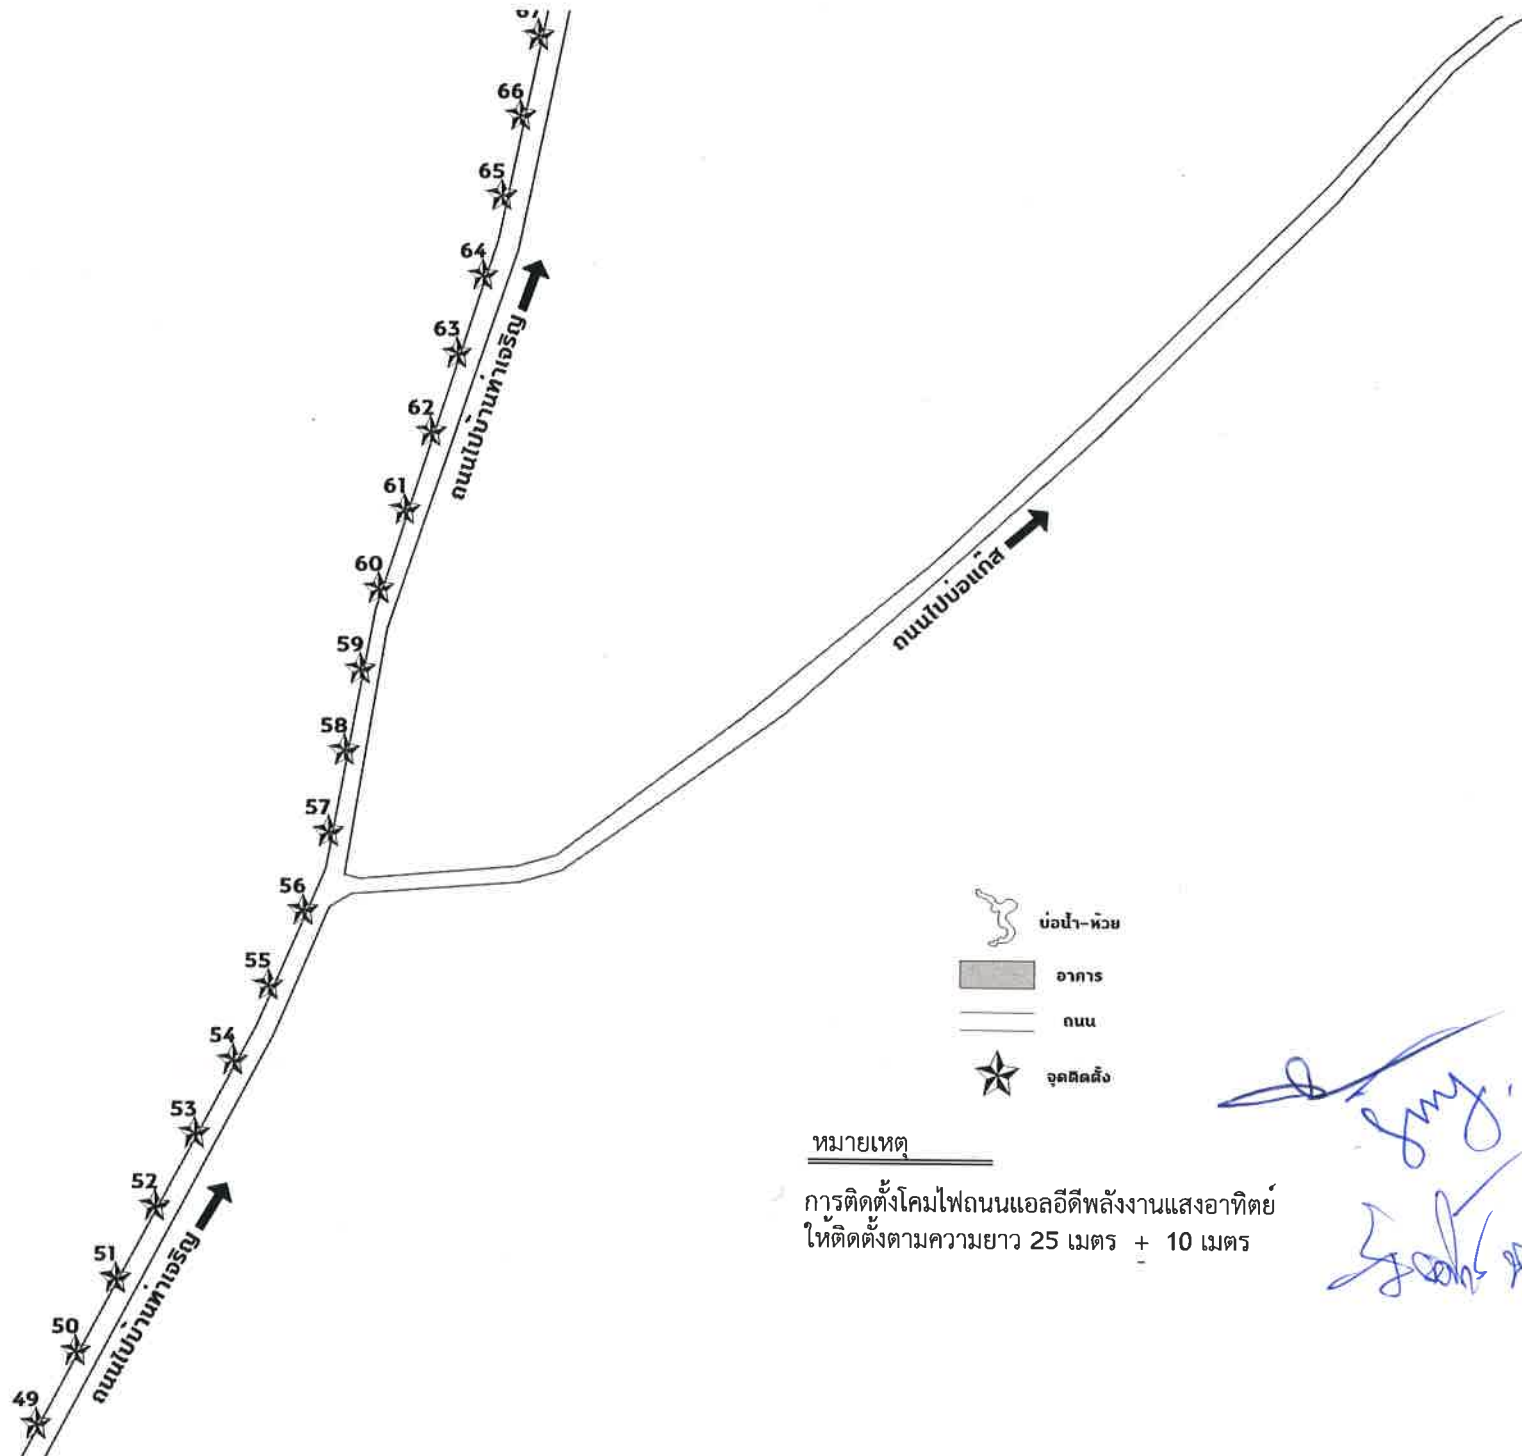 67
66
65
64
63
62
61
60
59
58
57
56
55
54
53
52
51
50
49
ถนนไปบ้านท่าเจริญ
ถนนไปบ่อแก๊ส
ถนนไปบ้านท่าเจริญ
บ่อน้ำ-ห้วย
อาคาร
ถนน
จุดติดตั้ง
หมายเหตุ
การติดตั้งโคมไฟถนนแอลอีดีพลังงานแสงอาทิตย์
ให้ติดตั้งตามความยาว 25 เมตร ± 10 เมตร